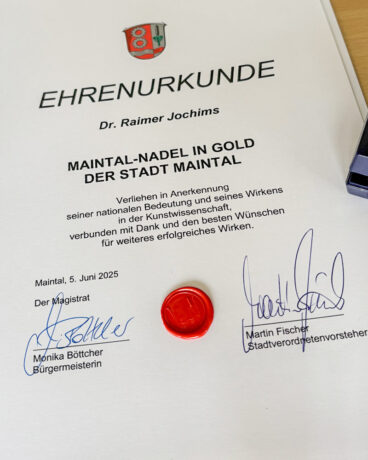 EHRENURKUNDE
Dr. Raimer Jochims
MAINTAL-NADEL IN GOLD
DER STADT MAINTAL
Verliehen in Anerkennung
seiner nationalen Bedeutung und seines Wirkens
in der Kunstwissenschaft,
verbunden mit Dank und den besten Wünschen
für weiteres erfolgreiches Wirken.
Maintal, 5. Juni 2025
Der Magistrat
Monika Böttcher
Bürgermeisterin
Martin Fischer
Stadtverordnetenvorsteher